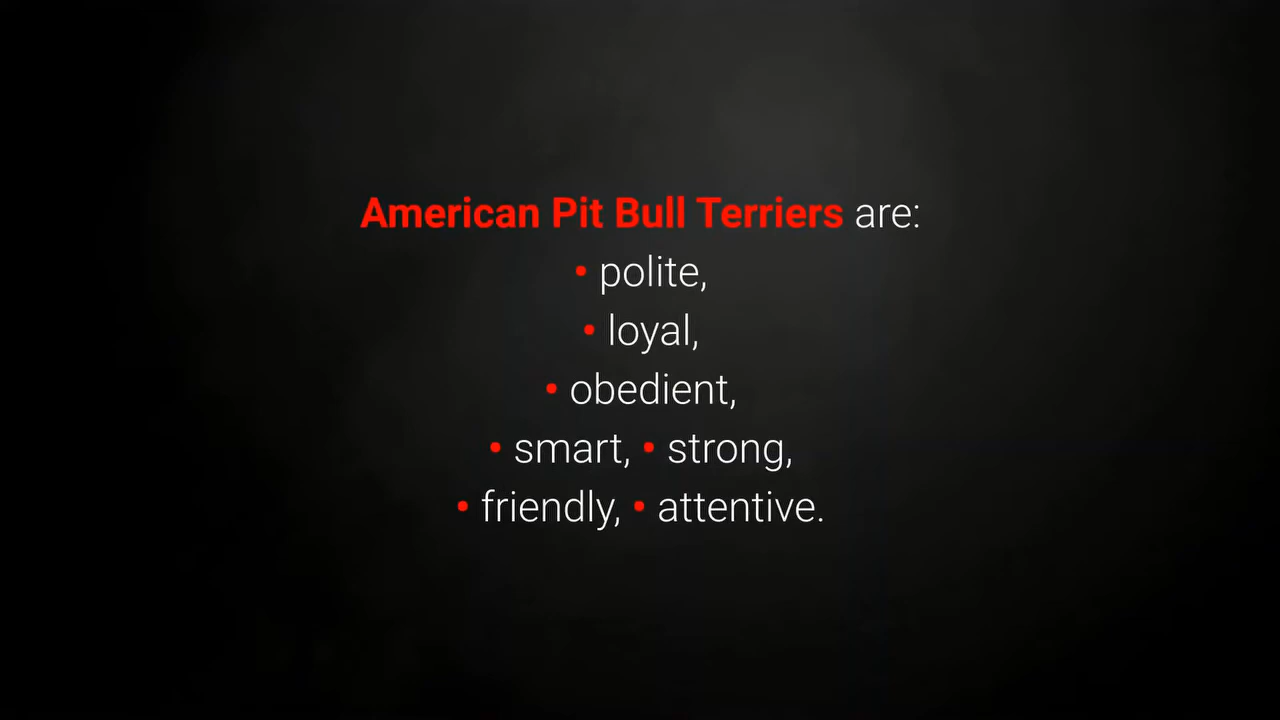 American Pit Bull Terriers are:
• polite,
• loyal,
• obedient,
• smart, • strong,
• friendly, • attentive.